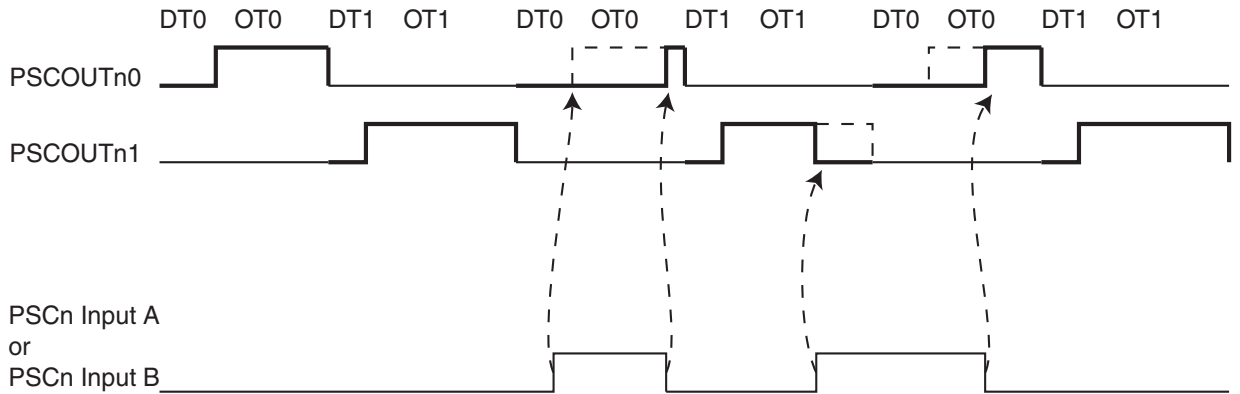 DT0 OT0 DT1 OT1 DT0 OT0 DT1 OT1 DT0 OT0 DT1 OT1
PSCOUTn0
PSCOUTn1
PSCn Input A
or
PSCn Input B